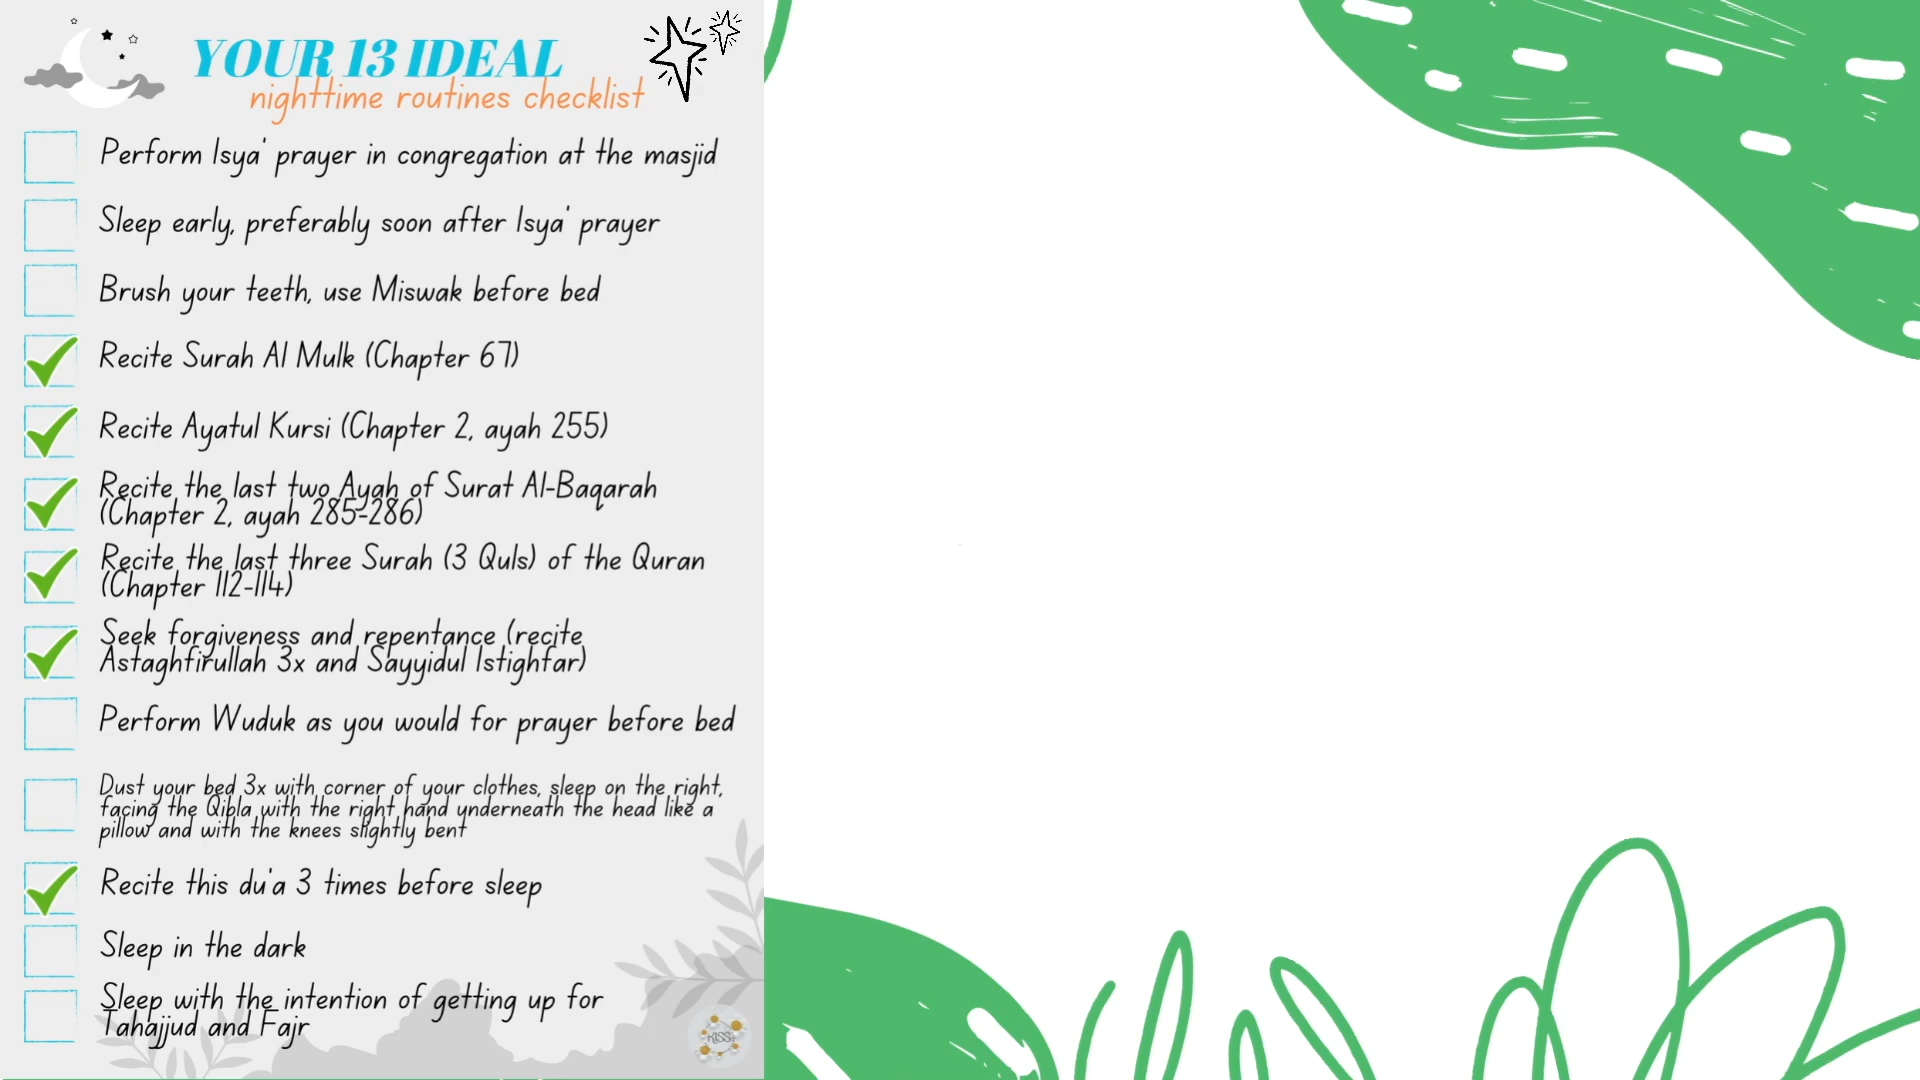 YOUR 13 IDEAL
nighttime routines checklist
Perform Isya' prayer in congregation at the masjid
Sleep early, preferably soon after Isya' prayer
Brush your teeth, use Miswak before bed
Recite Surah Al Mulk (Chapter 67)
Recite Ayatul Kursi (Chapter 2, ayah 255)
Recite the last two Ayah of Surat Al-Baqarah
(Chapter 2, ayah 285-286)
Recite the last three Surah (3 Quls) of the Quran
(Chapter 112-114)
Seek forgiveness and repentance (recite
Astaghfirullah 3x and Sayyidul Istighfar)
Perform Wuduk as you would for prayer before bed
Dust your bed 3x with corner of your clothes, sleep on the right,
facing the Qibla with the right hand underneath the head like a
pillow and with the knees slightly bent
Recite this du'a 3 times before sleep
Sleep in the dark
Sleep with the intention of getting up for
Tahajjud and Fajr
KISS